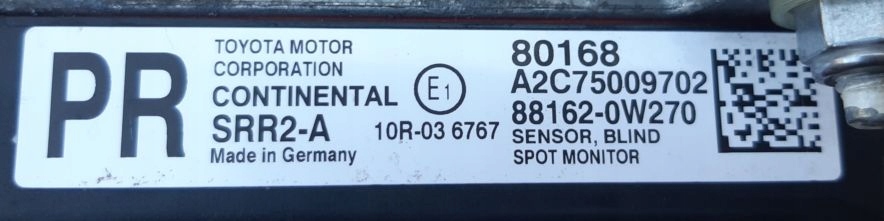 PR
TOYOTA MOTOR
CORPORATION
CONTINENTAL
SRR2-A
Made in Germany
E1
10R-03 6767
80168
A2C75009702
88162-0W270
SENSOR, BLIND
SPOT MONITOR